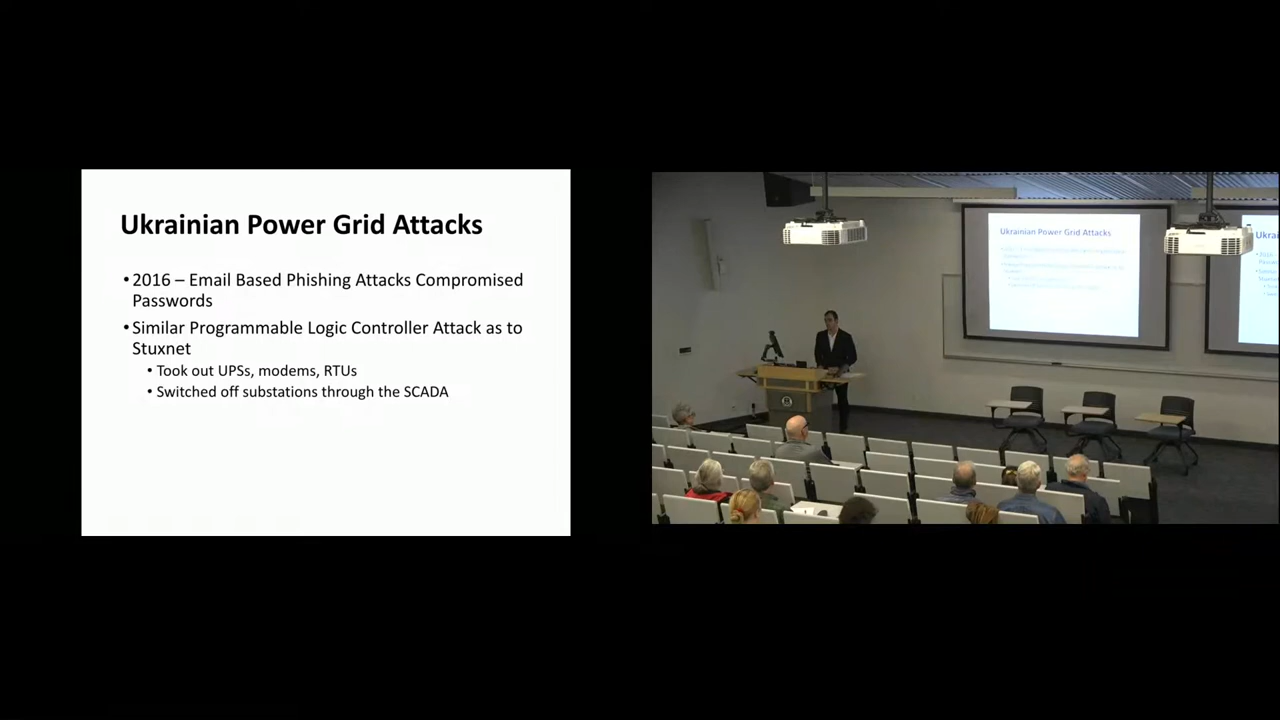 Ukrainian Power Grid Attacks
•2016 – Email Based Phishing Attacks Compromised
Passwords
•Similar Programmable Logic Controller Attack as to
Stuxnet
•Took out UPSs, modems, RTUs
•Switched off substations through the SCADA
Ukrainian Power Grid Attacks